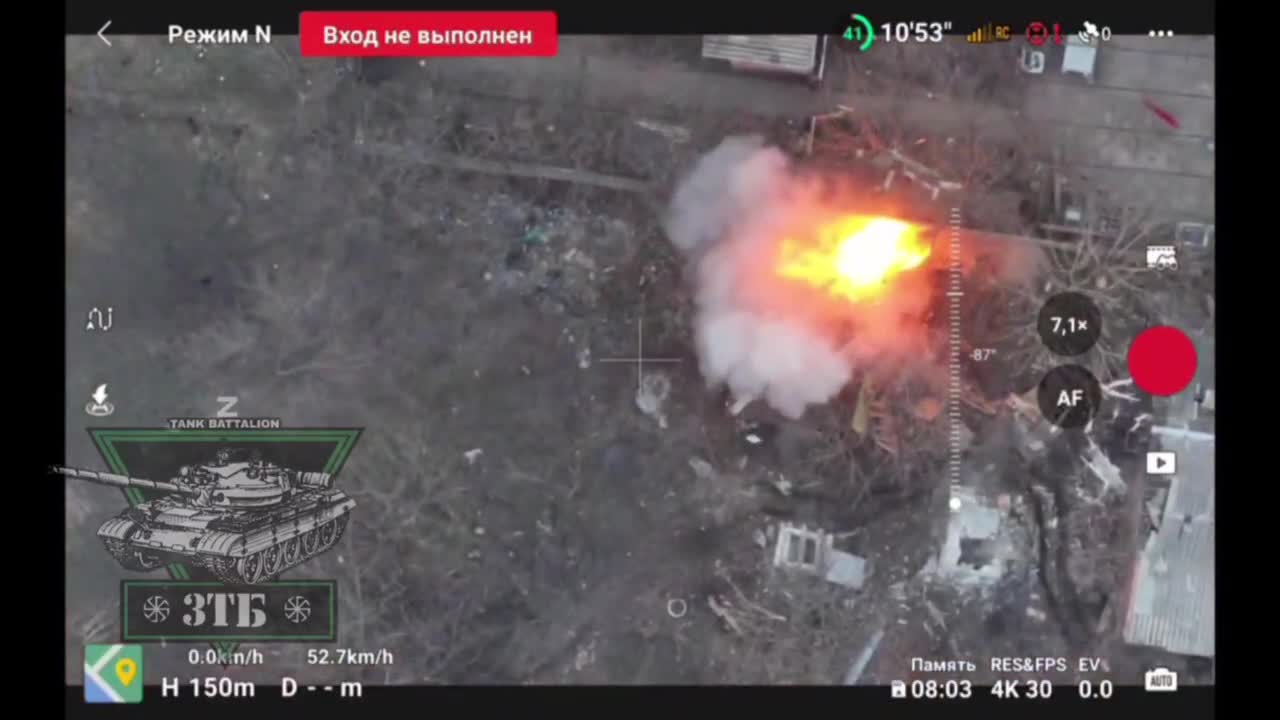 Режим N
Вход не выполнен
41
10'53"
RC
0
7,1×
-87°
AF
Z
TANK BATTALION
3ТБ
0.0km/h 52.7km/h
H 150m D - - m
Память RES&FPS EV
08:03 4K 30 0.0
AUTO